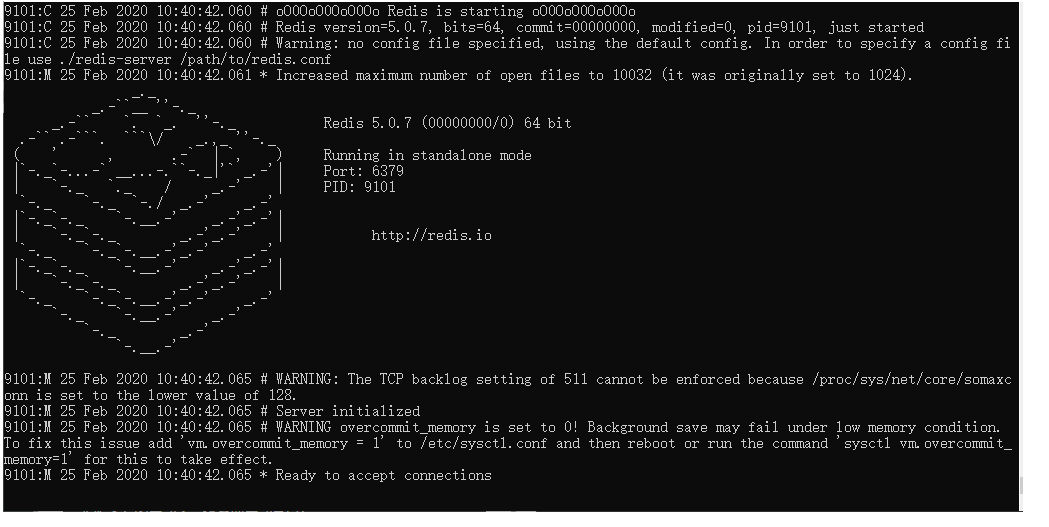 9101:C 25 Feb 2020 10:40:42.060 # oO0OoO0OoO0Oo Redis is starting oO0OoO0OoO0Oo
9101:C 25 Feb 2020 10:40:42.060 # Redis version=5.0.7, bits=64, commit=00000000, modified=0, pid=9101, just started
9101:C 25 Feb 2020 10:40:42.060 # Warning: no config file specified, using the default config. In order to specify a config fi
le use ./redis-server /path/to/redis.conf
9101:M 25 Feb 2020 10:40:42.061 * Increased maximum number of open files to 10032 (it was originally set to 1024).
Redis 5.0.7 (00000000/0) 64 bit
Running in standalone mode
Port: 6379
PID: 9101
http://redis.io
9101:M 25 Feb 2020 10:40:42.065 # WARNING: The TCP backlog setting of 511 cannot be enforced because /proc/sys/net/core/somaxc
onn is set to the lower value of 128.
9101:M 25 Feb 2020 10:40:42.065 # Server initialized
9101:M 25 Feb 2020 10:40:42.065 # WARNING overcommit_memory is set to 0! Background save may fail under low memory condition.
To fix this issue add 'vm.overcommit_memory = 1' to /etc/sysctl.conf and then reboot or run the command 'sysctl vm.overcommit_
memory=1' for this to take effect.
9101:M 25 Feb 2020 10:40:42.065 * Ready to accept connections